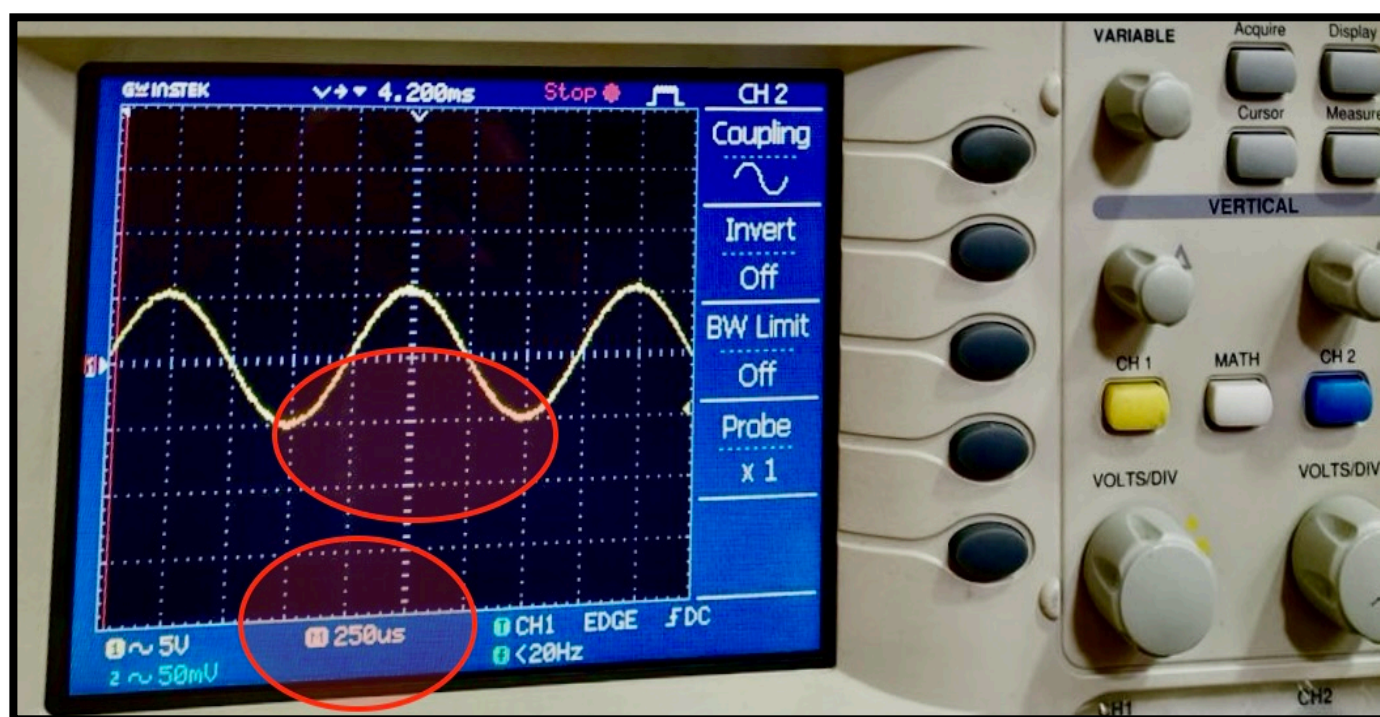 GWINSTEK 4.200ms Stop CH 2
Coupling
Invert
Off
BW Limit
Off
Probe
x 1
1 5V M 250us T CH1 EDGE DC
2 50mV f <20Hz
VARIABLE Acquire Display
Cursor Measure
VERTICAL
CH 1 MATH CH 2
VOLTS/DIV VOLTS/DIV
CH1 CH2